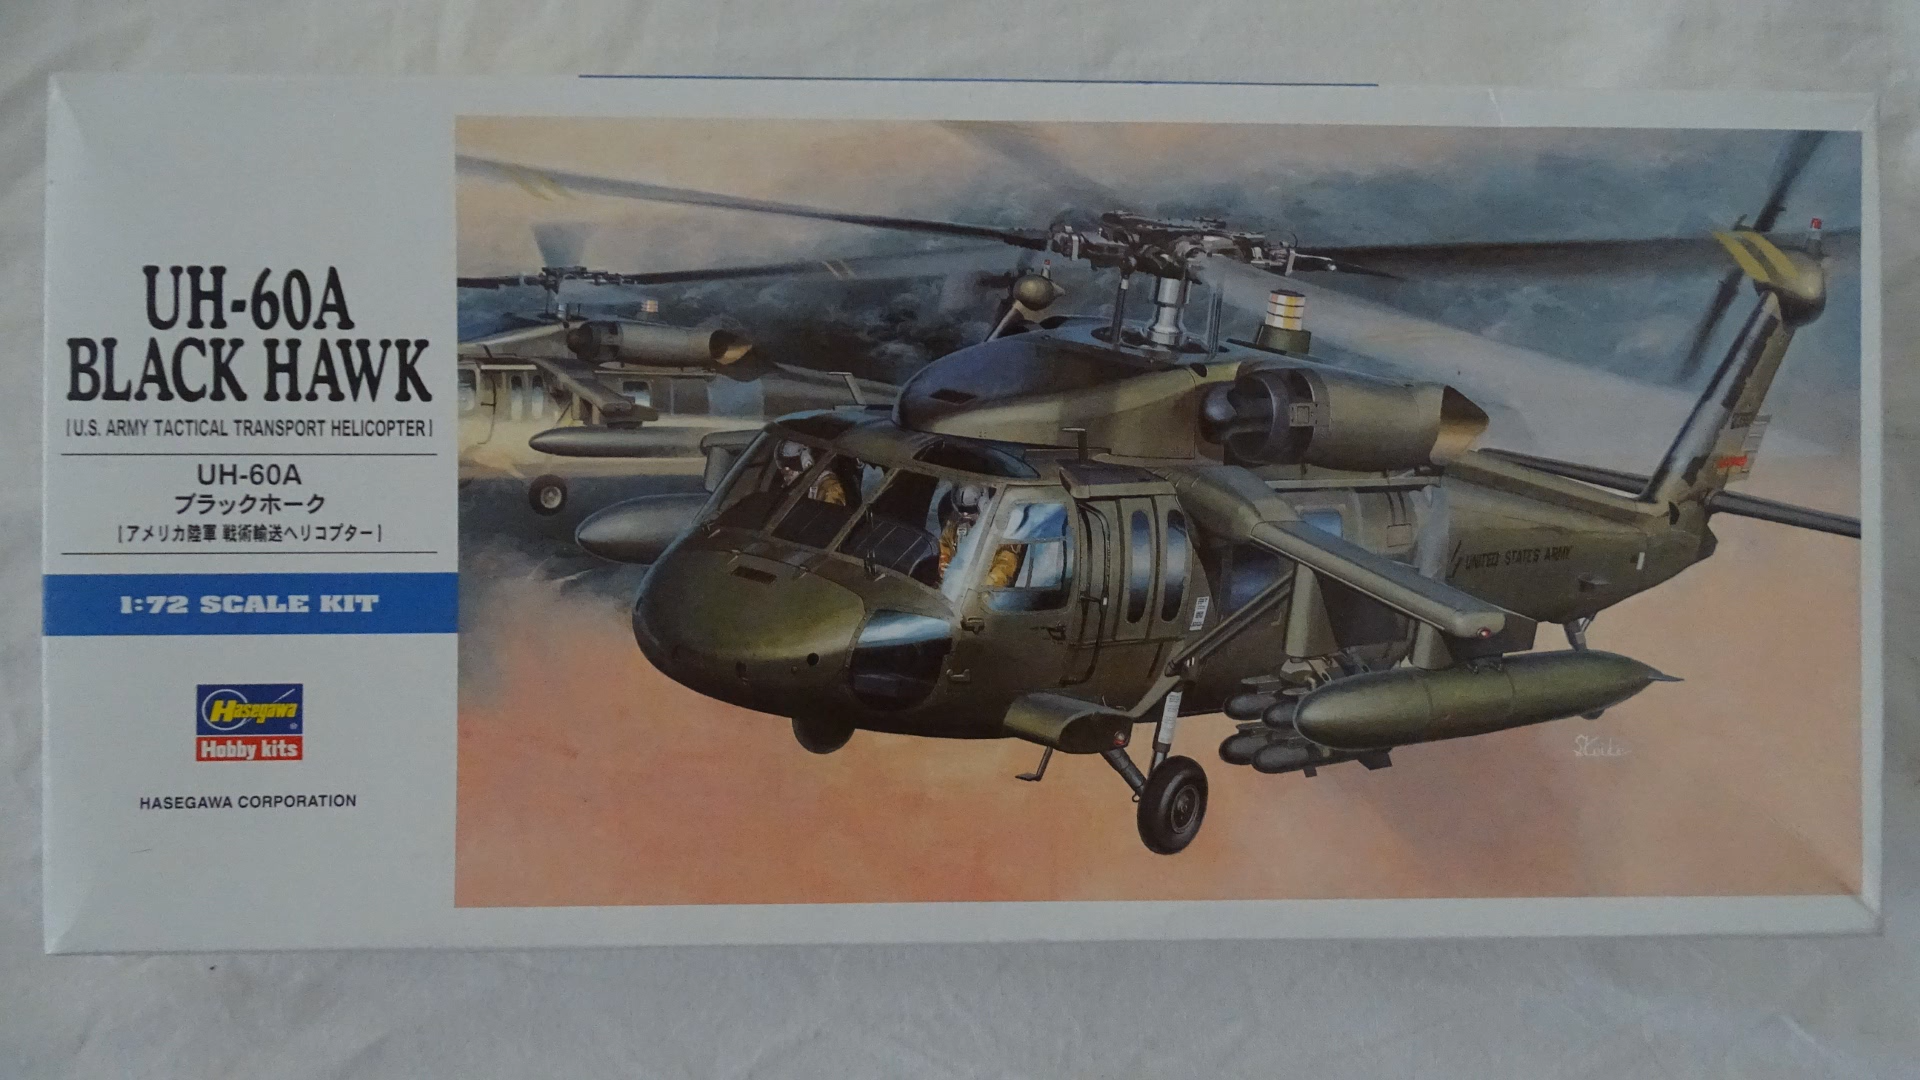 UH-60A
BLACK HAWK
[U.S. ARMY TACTICAL TRANSPORT HELICOPTER]
UH-60A
ブラックホーク
[アメリカ陸軍 戦術輸送ヘリコプター]
1:72 SCALE KIT
Hasegawa
Hobby kits
HASEGAWA CORPORATION
UNITED STATES ARMY